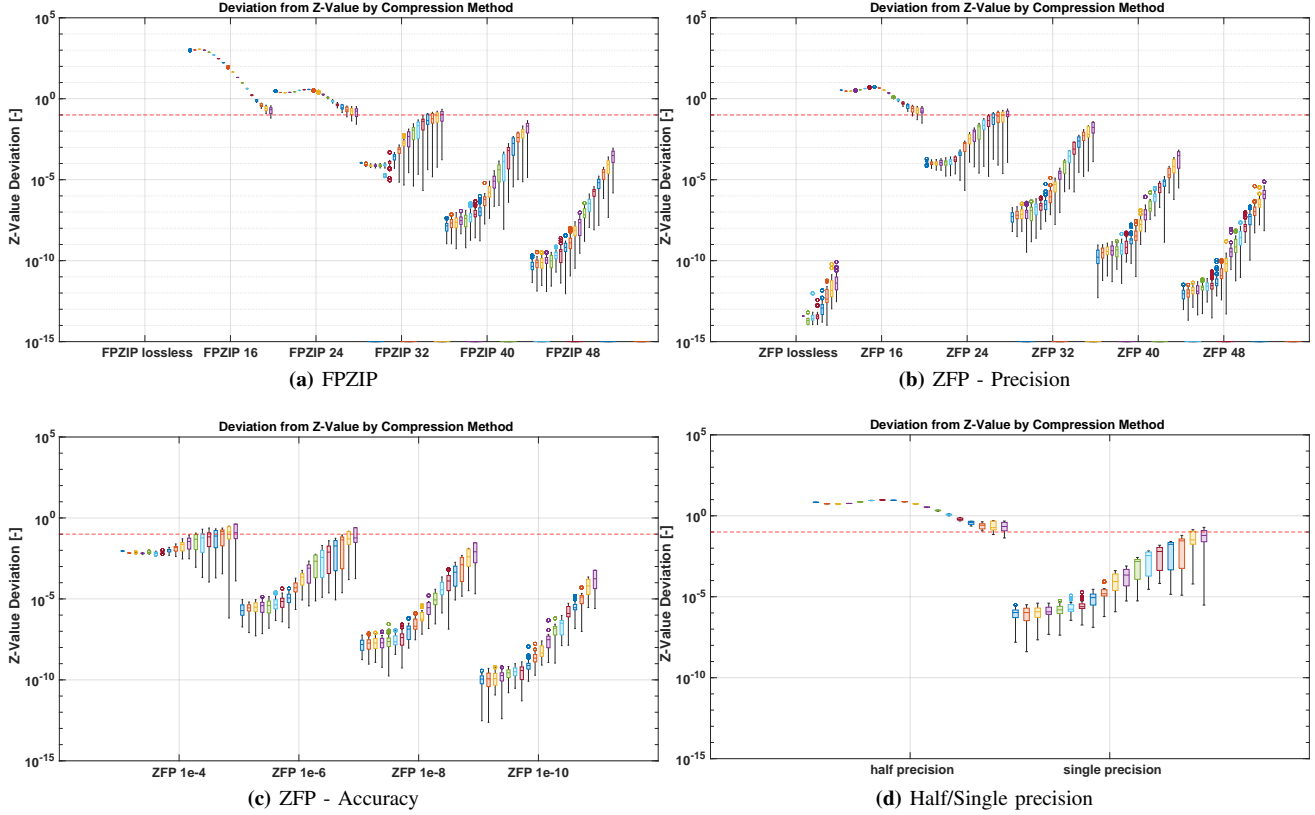 Deviation from Z-Value by Compression Method
Z-Value Deviation [-]
10^5
10^0
10^-5
10^-10
10^-15
FPZIP lossless FPZIP 16 FPZIP 24 FPZIP 32 FPZIP 40 FPZIP 48
(a) FPZIP
Deviation from Z-Value by Compression Method
Z-Value Deviation [-]
10^5
10^0
10^-5
10^-10
10^-15
ZFP lossless ZFP 16 ZFP 24 ZFP 32 ZFP 40 ZFP 48
(b) ZFP - Precision
Deviation from Z-Value by Compression Method
Z-Value Deviation [-]
10^5
10^0
10^-5
10^-10
10^-15
ZFP 1e-4 ZFP 1e-6 ZFP 1e-8 ZFP 1e-10
(c) ZFP - Accuracy
Deviation from Z-Value by Compression Method
Z-Value Deviation [-]
10^5
10^0
10^-5
10^-10
10^-15
half precision single precision
(d) Half/Single precision